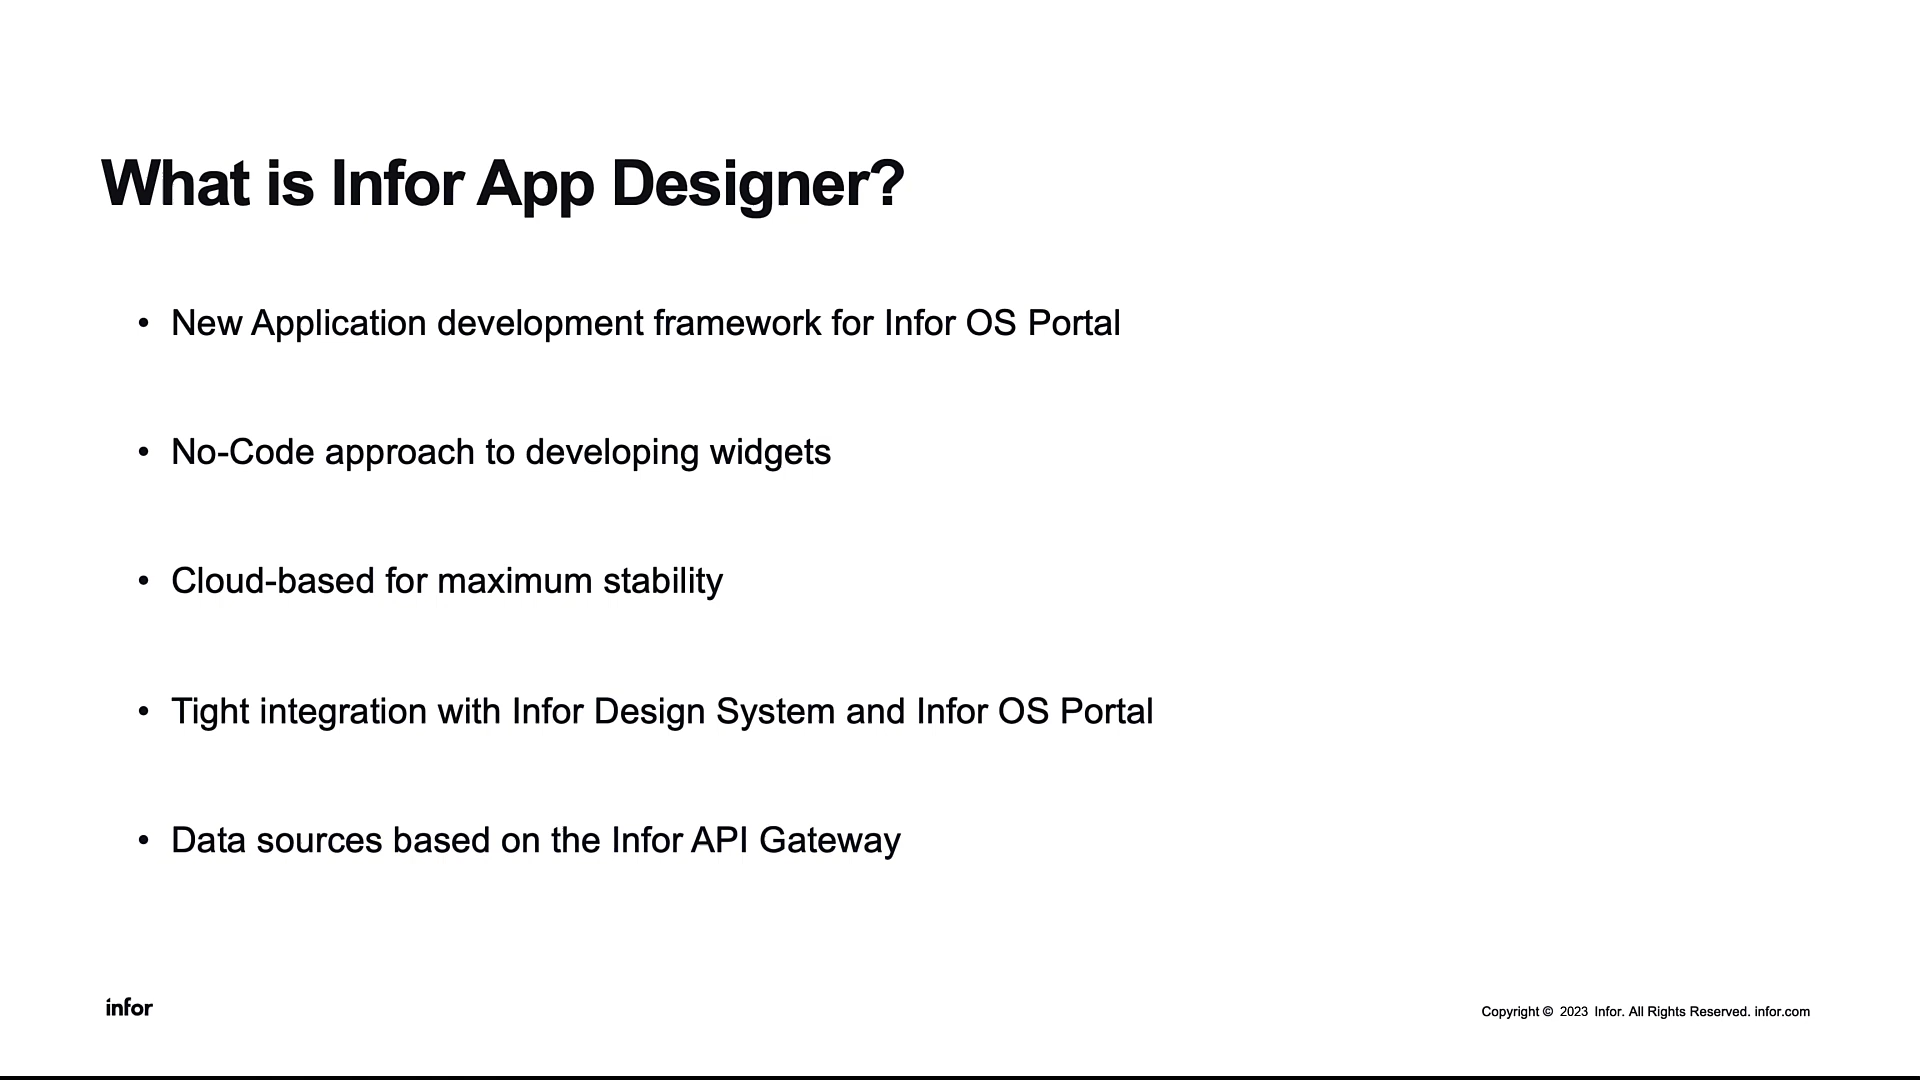 What is Infor App Designer?
• New Application development framework for Infor OS Portal
• No-Code approach to developing widgets
• Cloud-based for maximum stability
• Tight integration with Infor Design System and Infor OS Portal
• Data sources based on the Infor API Gateway
infor
Copyright © 2023 Infor. All Rights Reserved. infor.com